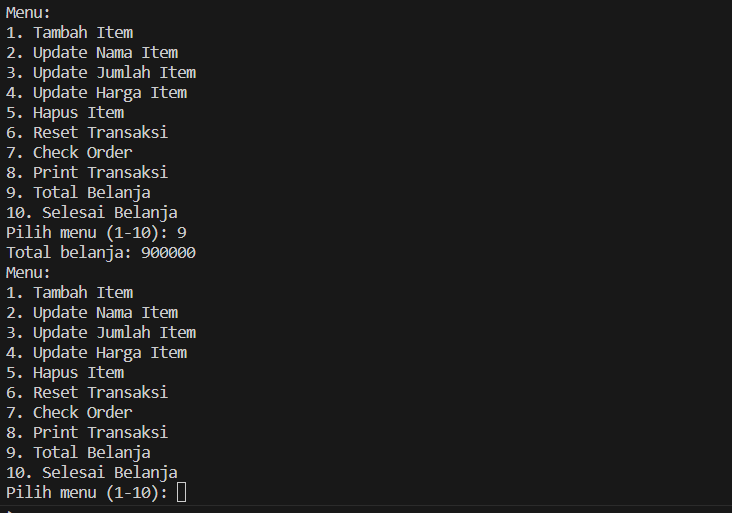 Menu:
1. Tambah Item
2. Update Nama Item
3. Update Jumlah Item
4. Update Harga Item
5. Hapus Item
6. Reset Transaksi
7. Check Order
8. Print Transaksi
9. Total Belanja
10. Selesai Belanja
Pilih menu (1-10): 9
Total belanja: 900000
Menu:
1. Tambah Item
2. Update Nama Item
3. Update Jumlah Item
4. Update Harga Item
5. Hapus Item
6. Reset Transaksi
7. Check Order
8. Print Transaksi
9. Total Belanja
10. Selesai Belanja
Pilih menu (1-10):